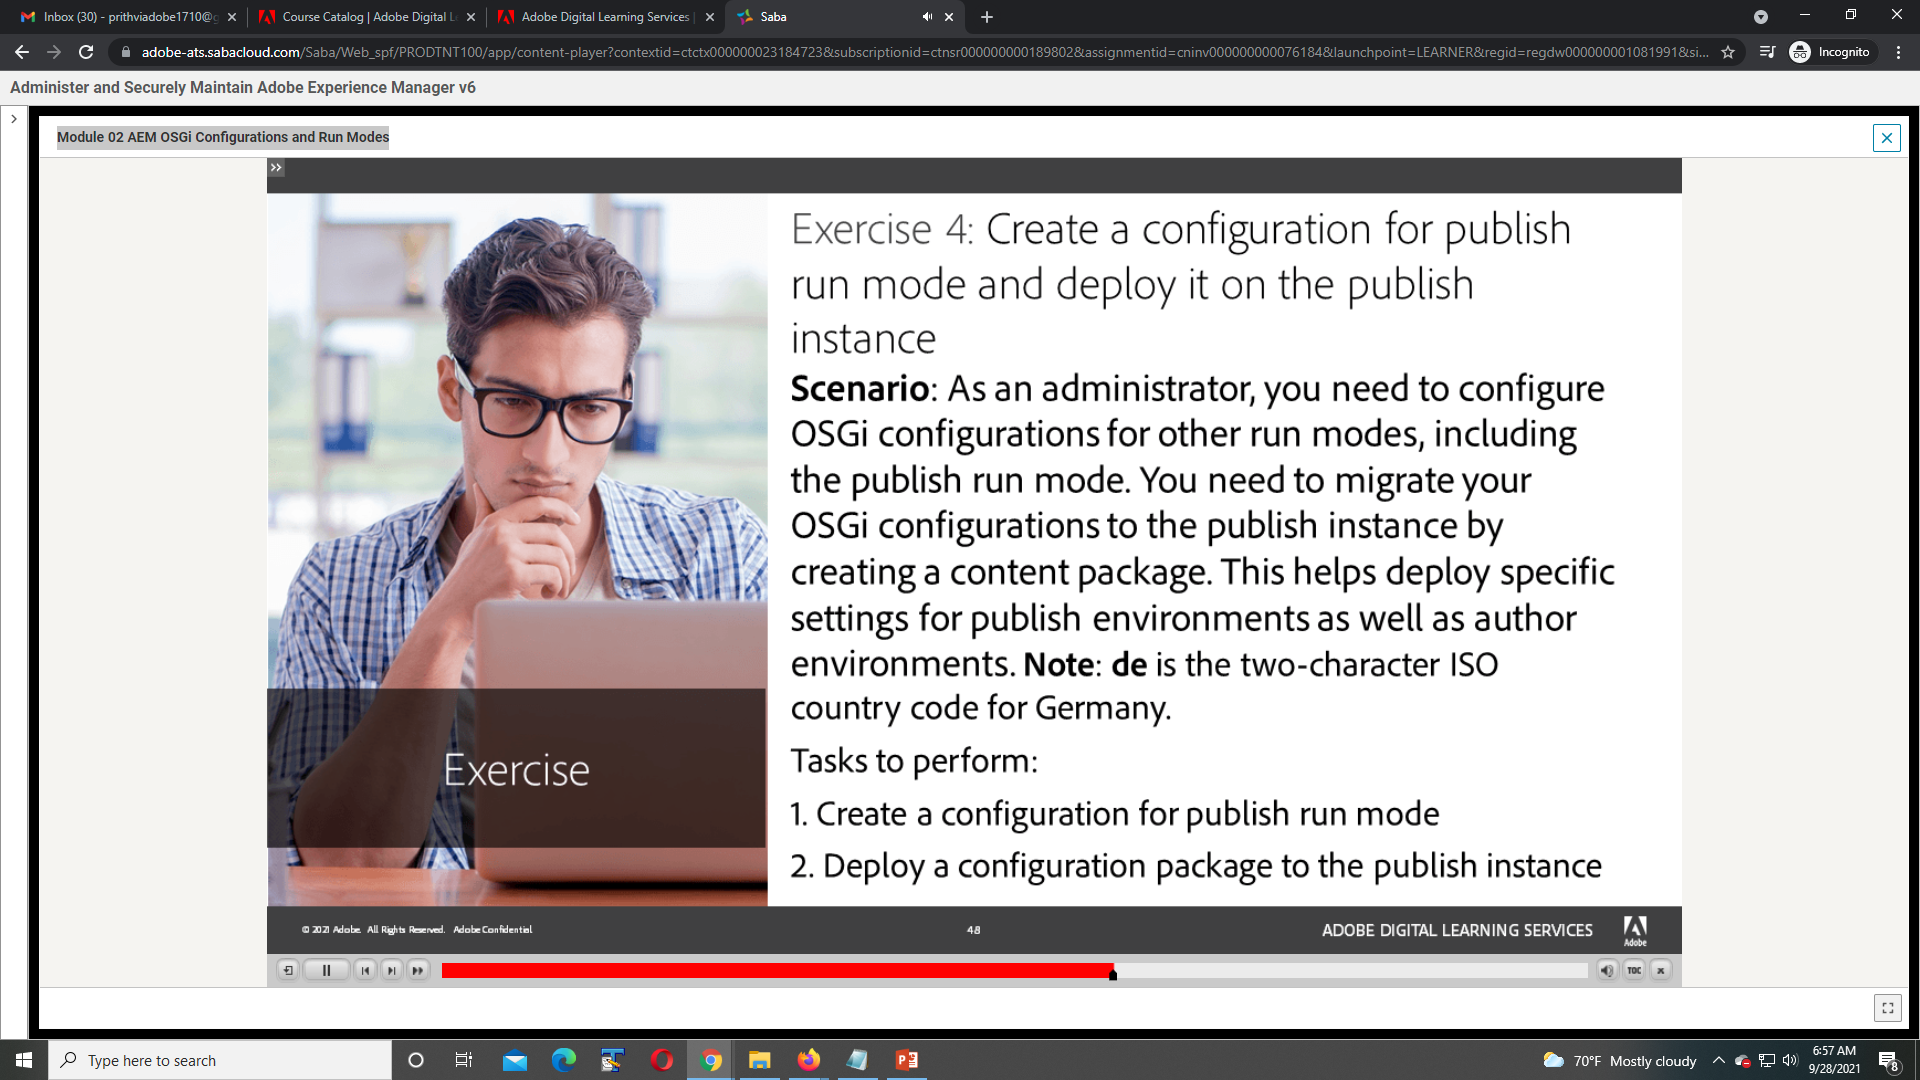 Inbox (30) - prithviadobe1710@g
Course Catalog | Adobe Digital L
Adobe Digital Learning Services |
Saba
adobe-ats.sabacloud.com/Saba/Web_spf/PRODTNT100/app/content-player?contextid=ctctx000000023184723&subscriptionid=ctnsr0000000000189802&assignmentid=cninv000000000076184&launchpoint=LEARNER&regid=regdw000000001081991&si...
Incognito
Administer and Securely Maintain Adobe Experience Manager v6
Module 02 AEM OSGi Configurations and Run Modes
Exercise 4: Create a configuration for publish
run mode and deploy it on the publish
instance
Scenario: As an administrator, you need to configure
OSGi configurations for other run modes, including
the publish run mode. You need to migrate your
OSGi configurations to the publish instance by
creating a content package. This helps deploy specific
settings for publish environments as well as author
environments. Note: de is the two-character ISO
country code for Germany.
Exercise
Tasks to perform:
1. Create a configuration for publish run mode
2. Deploy a configuration package to the publish instance
© 2021 Adobe. All Rights Reserved. Adobe Confidential
48
ADOBE DIGITAL LEARNING SERVICES
Adobe
TOC
Type here to search
70°F Mostly cloudy
6:57 AM
9/28/2021
8